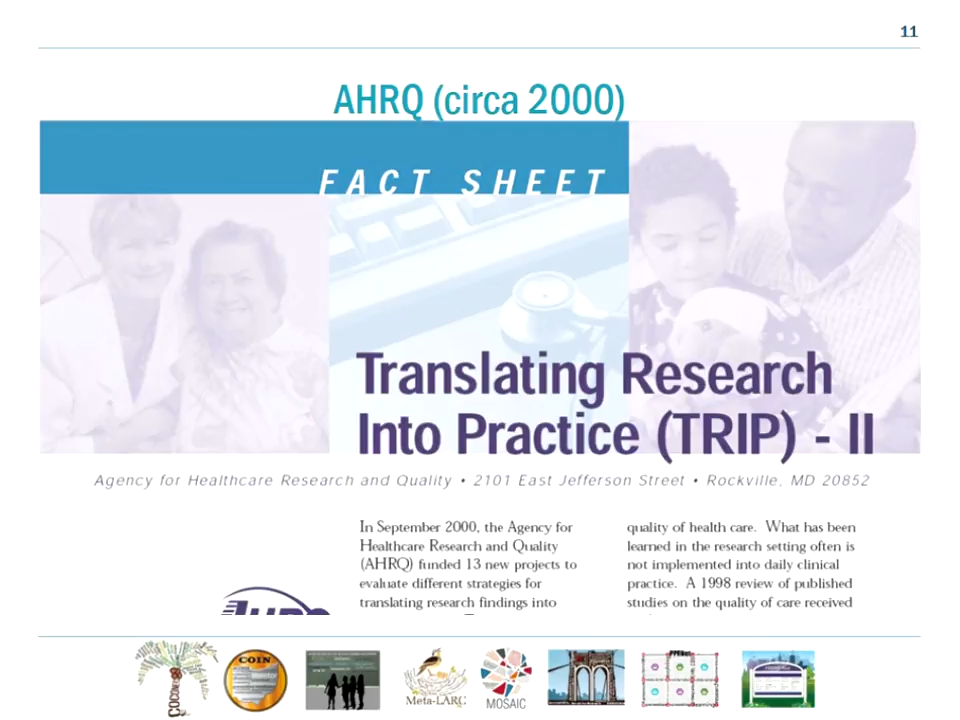 11
AHRQ (circa 2000)
FACT SHEET
Translating Research
Into Practice (TRIP) - II
Agency for Healthcare Research and Quality • 2101 East Jefferson Street • Rockville, MD 20852
In September 2000, the Agency for
Healthcare Research and Quality
(AHRQ) funded 13 new projects to
evaluate different strategies for
translating research findings into
quality of health care. What has been
learned in the research setting often is
not implemented into daily clinical
practice. A 1998 review of published
studies on the quality of care received
AHRQ
COCONet
COIN
Meta-LARC
MOSAIC
PPRNet